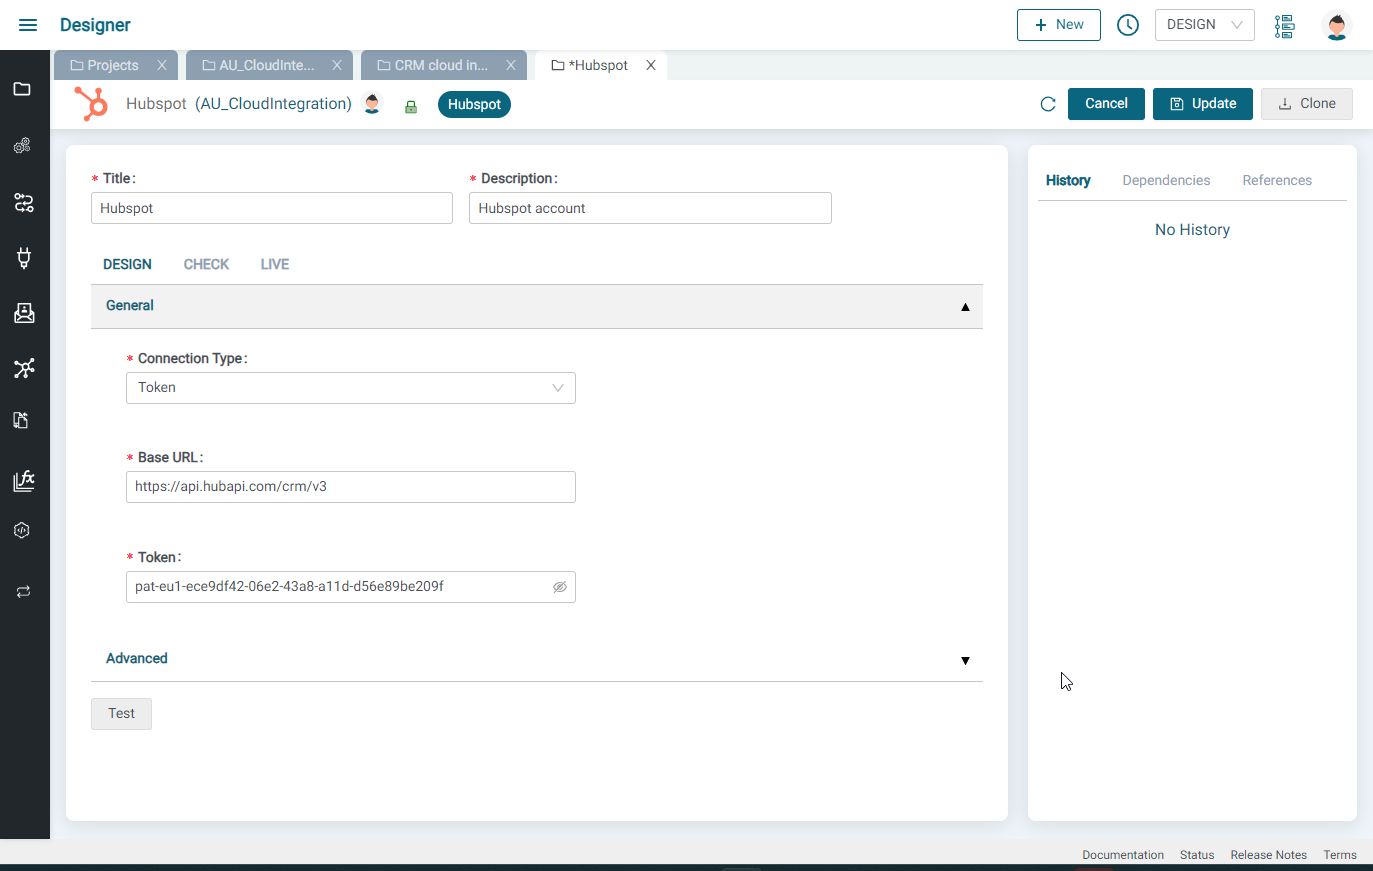 Designer
New
DESIGN
Projects X
AU_CloudInte... X
CRM cloud in... X
*Hubspot X
Hubspot (AU_CloudIntegration)
Hubspot
Cancel
Update
Clone
* Title:
* Description:
Hubspot
Hubspot account
DESIGN CHECK LIVE
General
* Connection Type:
Token
* Base URL:
https://api.hubapi.com/crm/v3
* Token:
pat-eu1-ece9df42-06e2-43a8-a11d-d56e89be209f
Advanced
Test
History Dependencies References
No History
Documentation Status Release Notes Terms